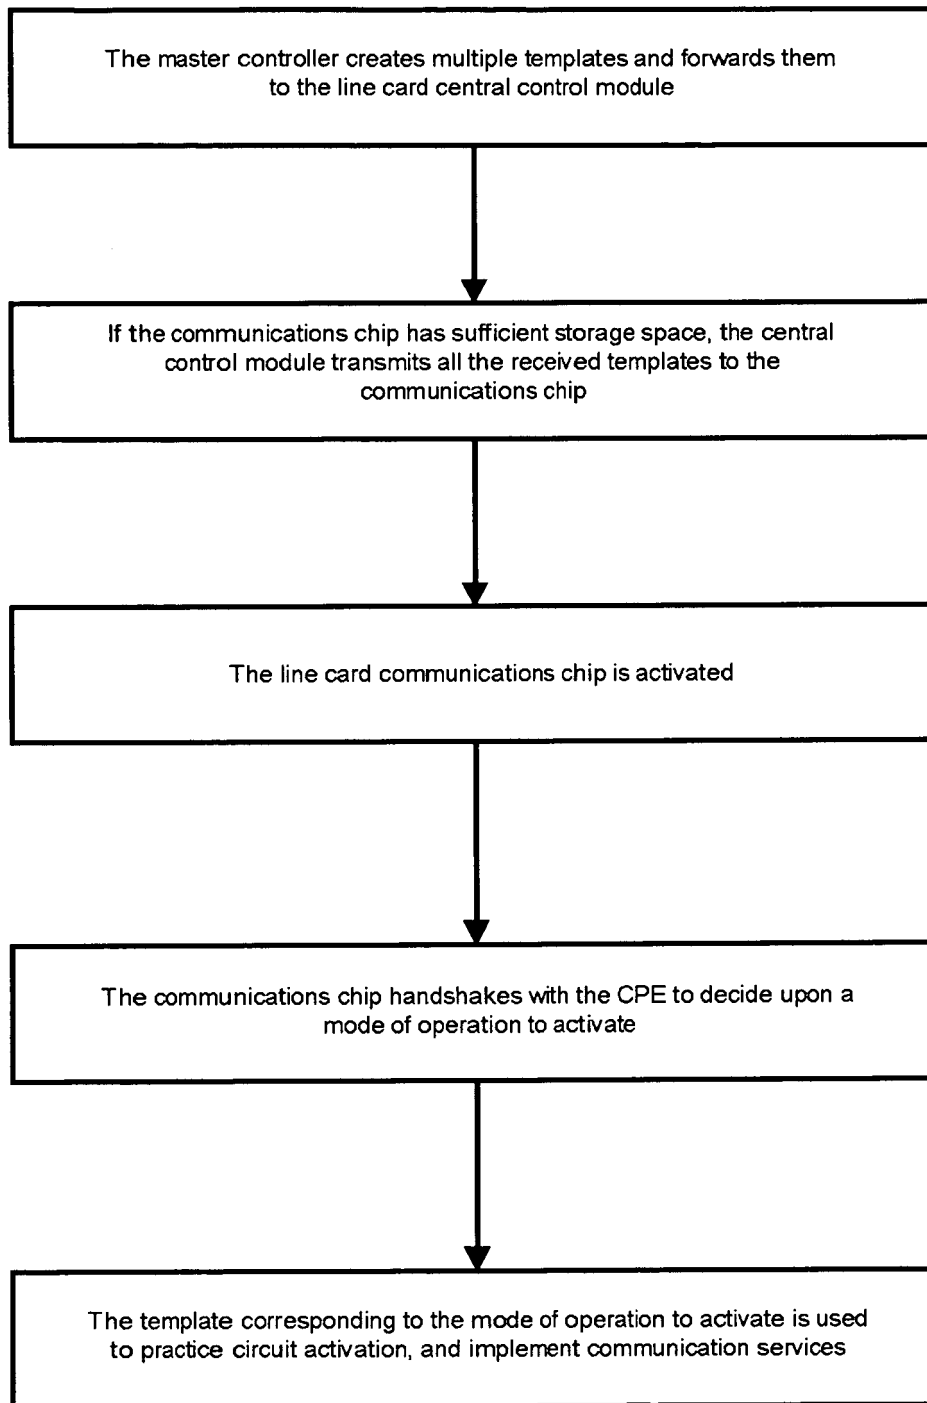 The master controller creates multiple templates and forwards them
to the line card central control module
If the communications chip has sufficient storage space, the central
control module transmits all the received templates to the
communications chip
The line card communications chip is activated
The communications chip handshakes with the CPE to decide upon a
mode of operation to activate
The template corresponding to the mode of operation to activate is used
to practice circuit activation, and implement communication services